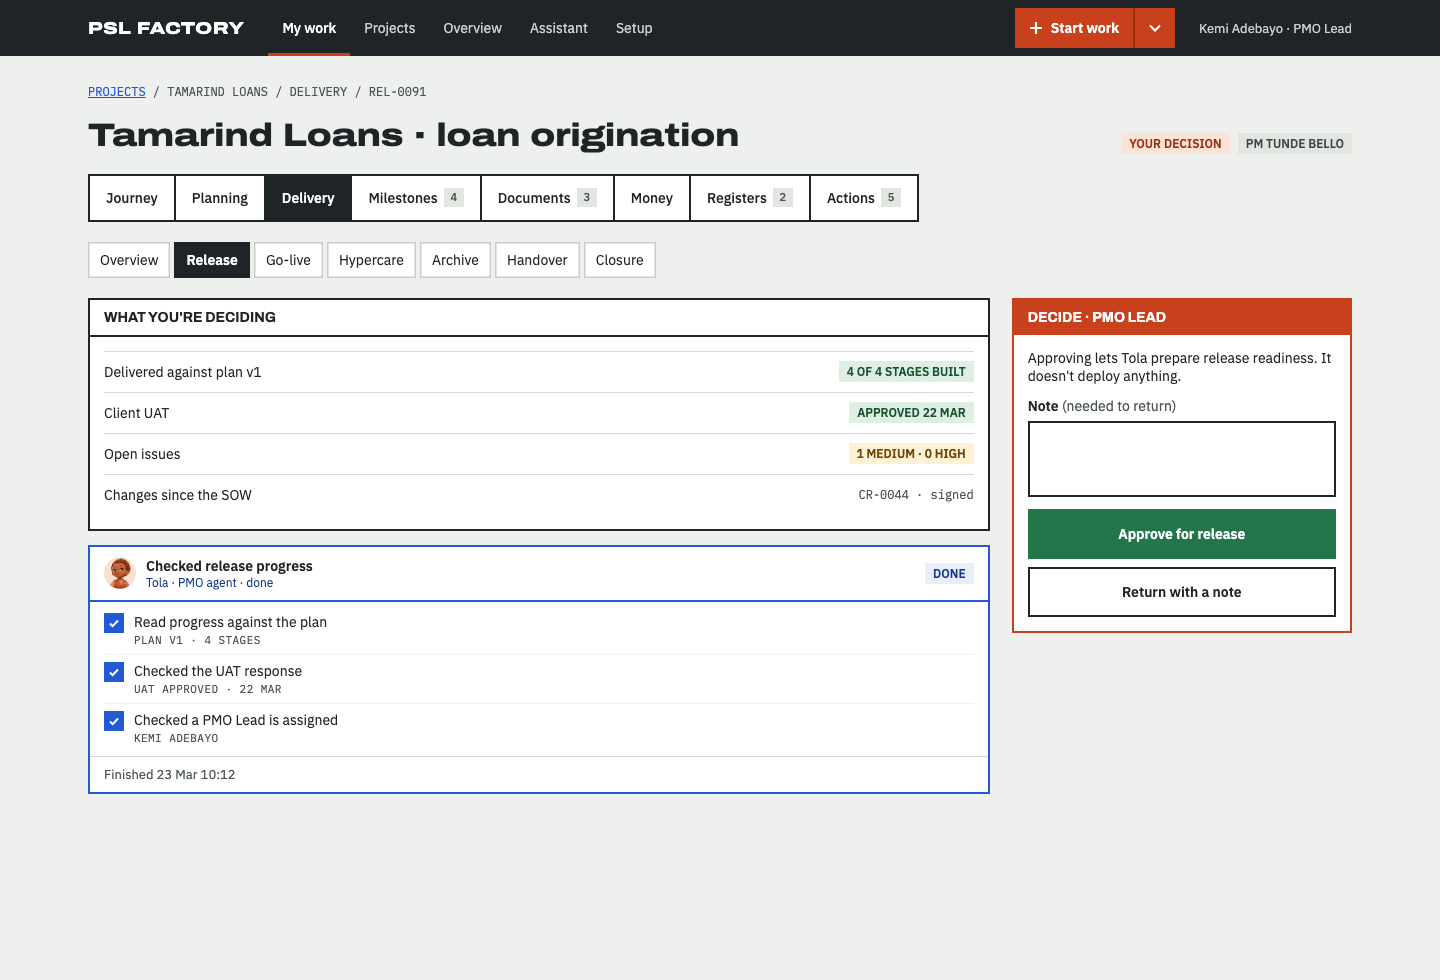 PSL FACTORY
My work
Projects
Overview
Assistant
Setup
Start work
Kemi Adebayo · PMO Lead
PROJECTS / TAMARIND LOANS / DELIVERY / REL-0091
Tamarind Loans · loan origination
YOUR DECISION
PM TUNDE BELLO
Journey
Planning
Delivery
Milestones 4
Documents 3
Money
Registers 2
Actions 5
Overview
Release
Go-live
Hypercare
Archive
Handover
Closure
WHAT YOU'RE DECIDING
Delivered against plan v1
4 OF 4 STAGES BUILT
Client UAT
APPROVED 22 MAR
Open issues
1 MEDIUM · 0 HIGH
Changes since the SOW
CR-0044 · signed
Checked release progress
Tola · PMO agent · done
DONE
Read progress against the plan
PLAN V1 · 4 STAGES
Checked the UAT response
UAT APPROVED · 22 MAR
Checked a PMO Lead is assigned
KEMI ADEBAYO
Finished 23 Mar 10:12
DECIDE · PMO LEAD
Approving lets Tola prepare release readiness. It
doesn't deploy anything.
Note (needed to return)
Approve for release
Return with a note